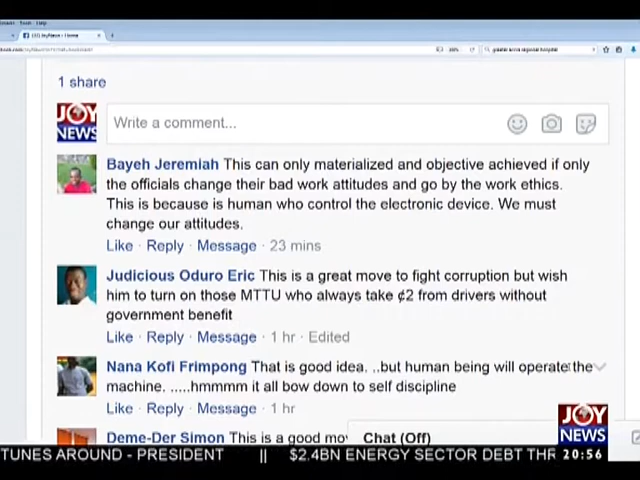 Tools Help
1 share
JOY NEWS
Write a comment...
Bayeh Jeremiah This can only materialized and objective achieved if only
the officials change their bad work attitudes and go by the work ethics.
This is because is human who control the electronic device. We must
change our attitudes.
Like · Reply · Message · 23 mins
Judicious Oduro Eric This is a great move to fight corruption but wish
him to turn on those MTTU who always take ¢2 from drivers without
government benefit
Like · Reply · Message · 1 hr · Edited
Nana Kofi Frimpong That is good idea. ..but human being will operate the
machine. .....hmmmm it all bow down to self discipline
Like · Reply · Message · 1 hr
Deme-Der Simon This is a good mo
Chat (Off)
JOY NEWS
TUNES AROUND - PRESIDENT || $2.4BN ENERGY SECTOR DEBT THR
20:56